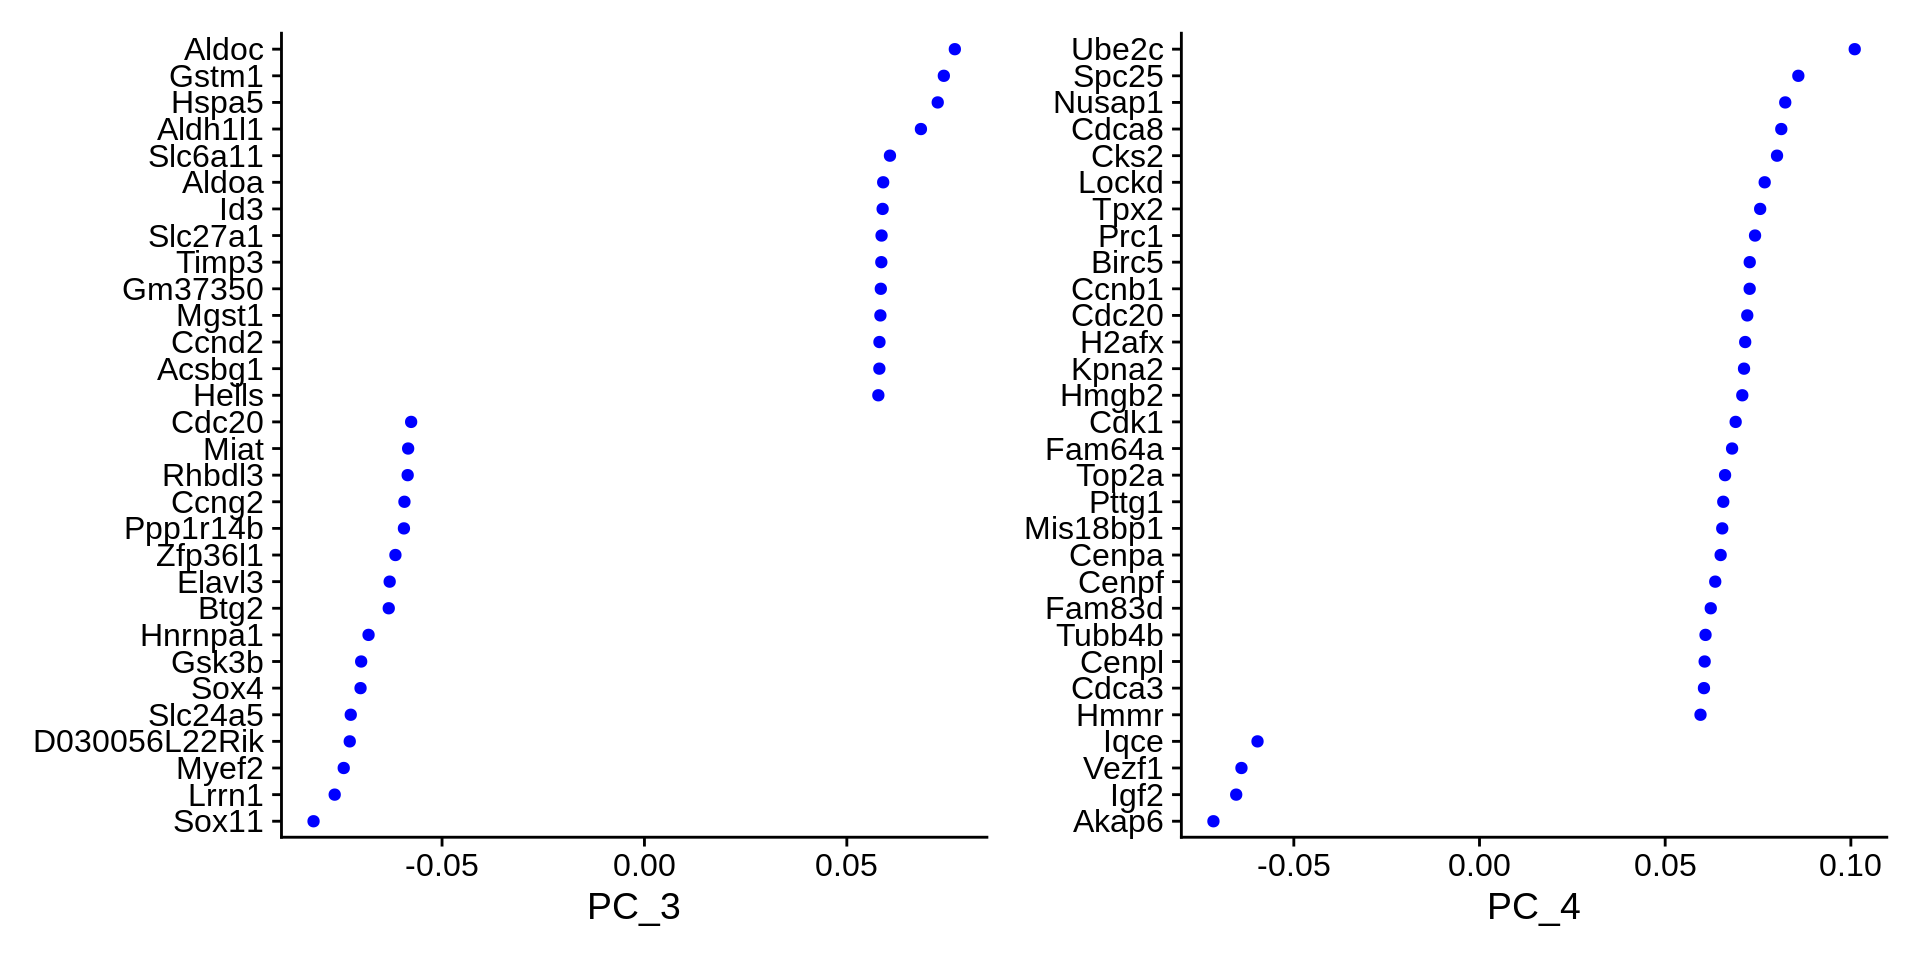 Aldoc
Gstm1
Hspa5
Aldh1l1
Slc6a11
Aldoa
Id3
Slc27a1
Timp3
Gm37350
Mgst1
Ccnd2
Acsbg1
Hells
Cdc20
Miat
Rhbdl3
Ccng2
Ppp1r14b
Zfp36l1
Elavl3
Btg2
Hnrnpa1
Gsk3b
Sox4
Slc24a5
D030056L22Rik
Myef2
Lrrn1
Sox11
-0.05 0.00 0.05
PC_3
Ube2c
Spc25
Nusap1
Cdca8
Cks2
Lockd
Tpx2
Prc1
Birc5
Ccnb1
Cdc20
H2afx
Kpna2
Hmgb2
Cdk1
Fam64a
Top2a
Pttg1
Mis18bp1
Cenpa
Cenpf
Fam83d
Tubb4b
Cenpl
Cdca3
Hmmr
Iqce
Vezf1
Igf2
Akap6
-0.05 0.00 0.05 0.10
PC_4